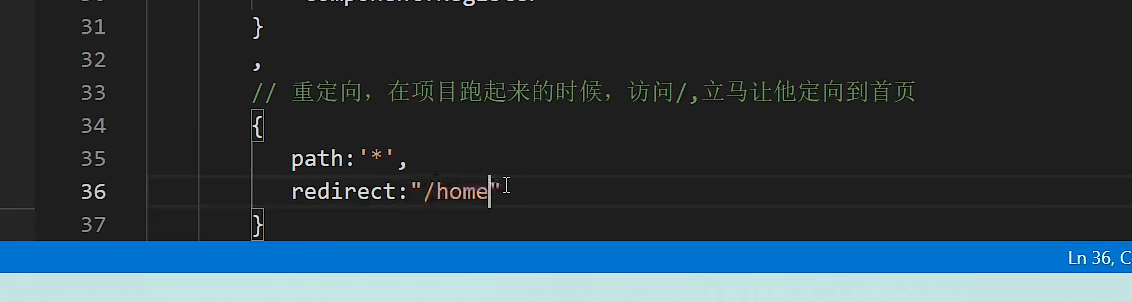 31 }
32 ,
33 // 重定向，在项目跑起来的时候，访问/,立马让他定向到首页
34 {
35 path:'*',
36 redirect:"/home"
37 }
Ln 36, C